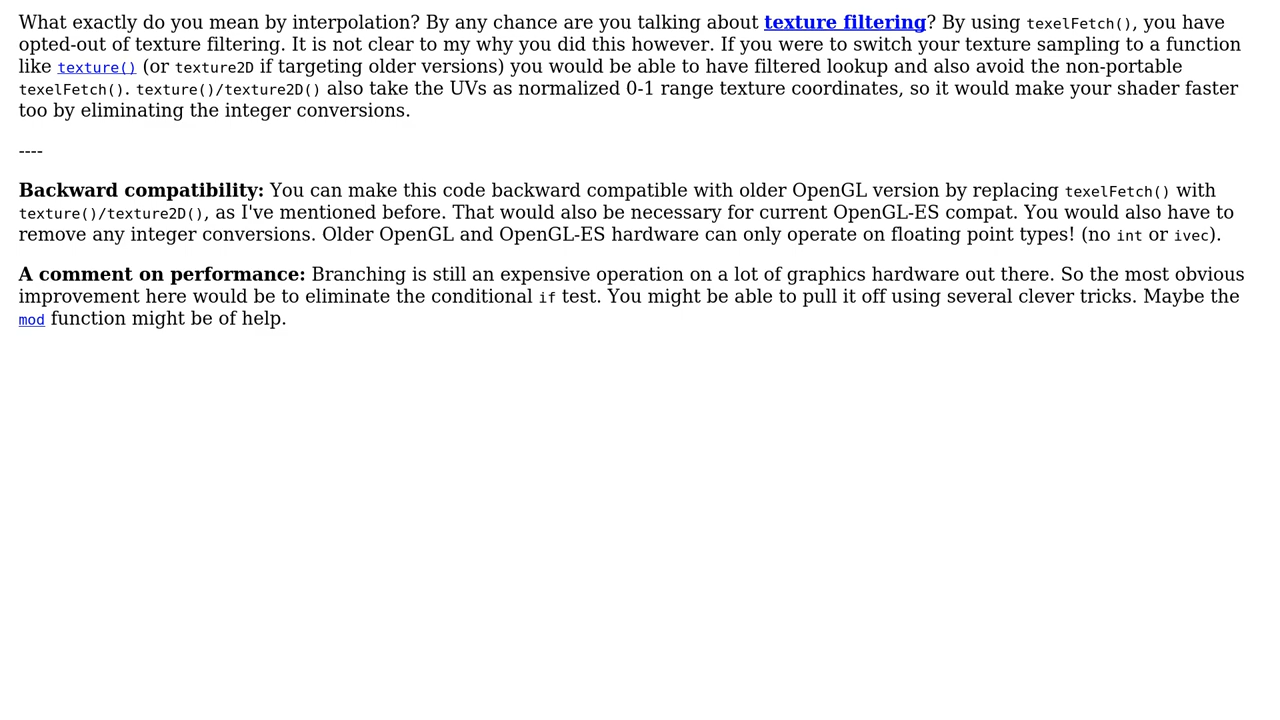 What exactly do you mean by interpolation? By any chance are you talking about texture filtering? By using texelFetch(), you have
opted-out of texture filtering. It is not clear to my why you did this however. If you were to switch your texture sampling to a function
like texture() (or texture2D if targeting older versions) you would be able to have filtered lookup and also avoid the non-portable
texelFetch(). texture()/texture2D() also take the UVs as normalized 0-1 range texture coordinates, so it would make your shader faster
too by eliminating the integer conversions.
----
Backward compatibility: You can make this code backward compatible with older OpenGL version by replacing texelFetch() with
texture()/texture2D(), as I've mentioned before. That would also be necessary for current OpenGL-ES compat. You would also have to
remove any integer conversions. Older OpenGL and OpenGL-ES hardware can only operate on floating point types! (no int or ivec).
A comment on performance: Branching is still an expensive operation on a lot of graphics hardware out there. So the most obvious
improvement here would be to eliminate the conditional if test. You might be able to pull it off using several clever tricks. Maybe the
mod function might be of help.